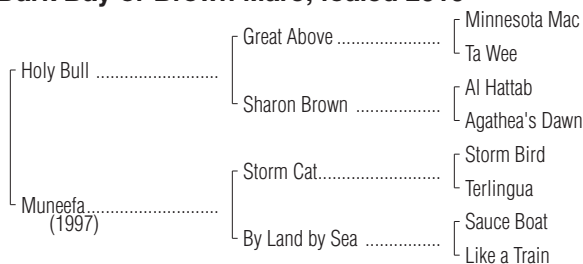 Minnesota Mac
Great Above ......................
Ta Wee
Holy Bull ..........................
Al Hattab
Sharon Brown ..................
Agathea's Dawn
Storm Bird
Storm Cat..........................
Terlingua
Muneefa............................
(1997)
Sauce Boat
By Land by Sea ................
Like a Train